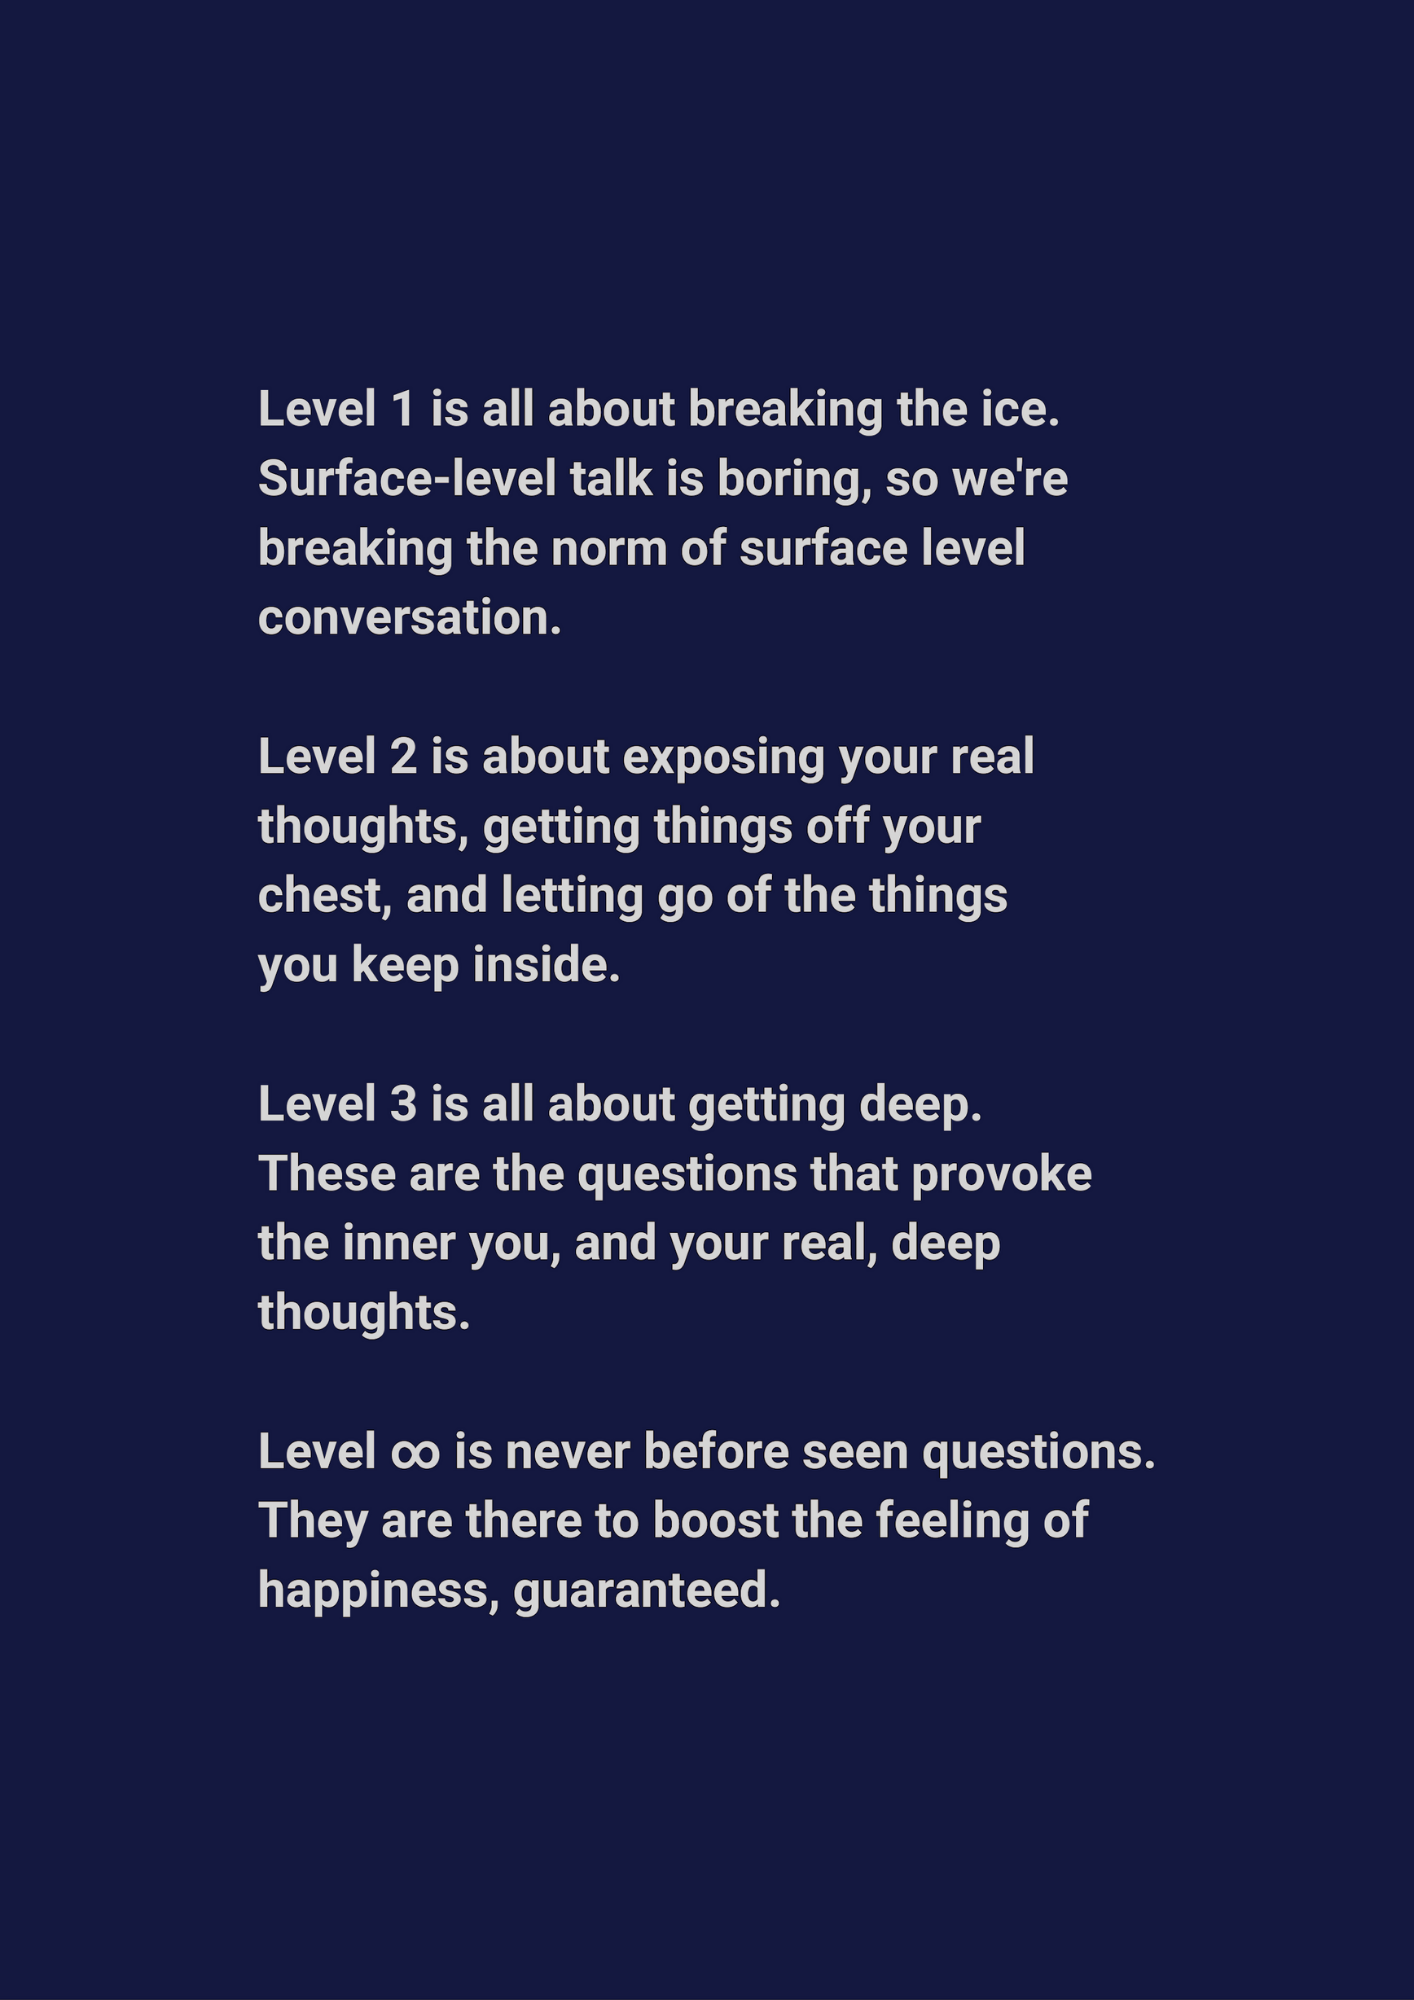 Level 1 is all about breaking the ice.
Surface-level talk is boring, so we're
breaking the norm of surface level
conversation.
Level 2 is about exposing your real
thoughts, getting things off your
chest, and letting go of the things
you keep inside.
Level 3 is all about getting deep.
These are the questions that provoke
the inner you, and your real, deep
thoughts.
Level ∞ is never before seen questions.
They are there to boost the feeling of
happiness, guaranteed.